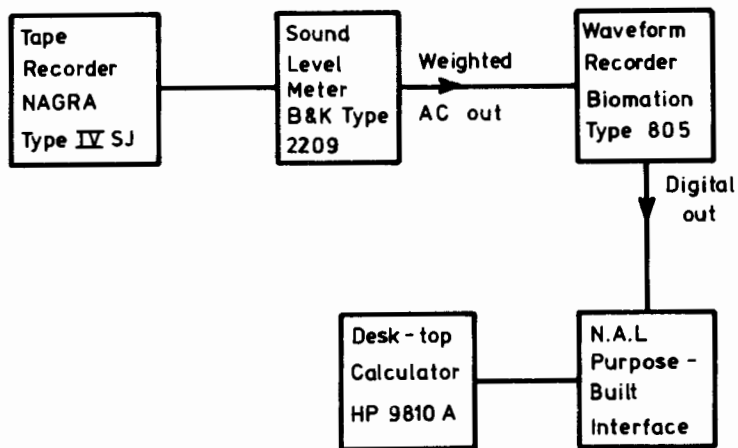 Tape
Recorder
NAGRA
Type IV SJ
Sound
Level
Meter
B&K Type
2209
Weighted
AC out
Waveform
Recorder
Biomation
Type 805
Digital
out
Desk-top
Calculator
HP 9810 A
N.A.L
Purpose-
Built
Interface